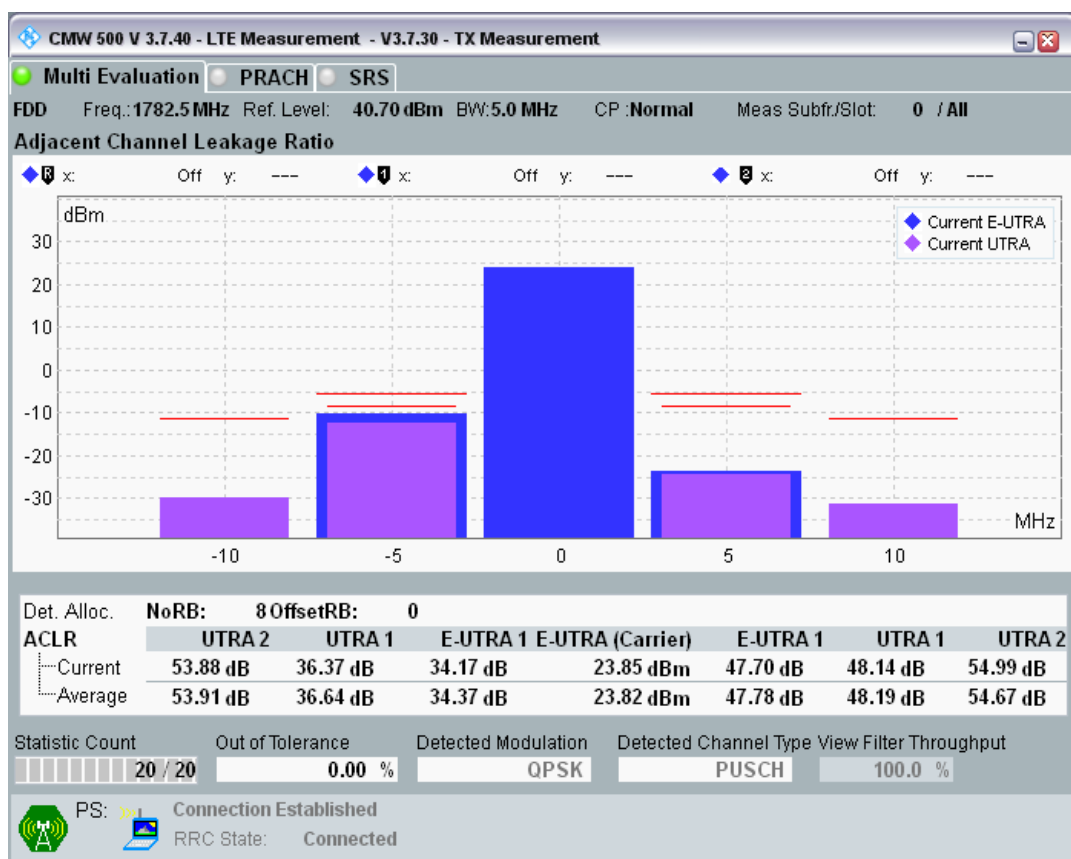 CMW 500 V 3.7.40 - LTE Measurement - V3.7.30 - TX Measurement
Multi Evaluation PRACH SRS
FDD Freq.: 1782.5 MHz Ref. Level: 40.70 dBm BW: 5.0 MHz CP : Normal Meas Subfr./Slot: 0 / All
Adjacent Channel Leakage Ratio
R x: Off y: --- 1 x: Off y: --- 2 x: Off y: ---
dBm
Current E-UTRA
Current UTRA
30
20
10
0
-10
-20
-30
MHz
-10 -5 0 5 10
Det. Alloc. NoRB: 8 OffsetRB: 0
ACLR UTRA 2 UTRA 1 E-UTRA 1 E-UTRA (Carrier) E-UTRA 1 UTRA 1 UTRA 2
Current 53.88 dB 36.37 dB 34.17 dB 23.85 dBm 47.70 dB 48.14 dB 54.99 dB
Average 53.91 dB 36.64 dB 34.37 dB 23.82 dBm 47.78 dB 48.19 dB 54.67 dB
Statistic Count Out of Tolerance Detected Modulation Detected Channel Type View Filter Throughput
20 / 20 0.00 % QPSK PUSCH 100.0 %
PS: Connection Established
RRC State: Connected